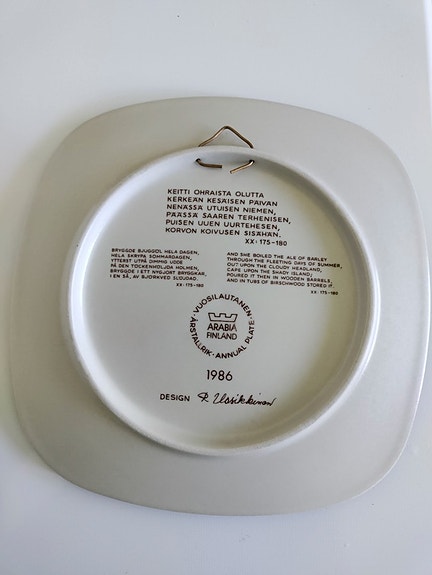 KEITTI OHRAISTA OLUTTA
KERKEÄN KESÄISEN PÄIVÄN
NENÄSSÄ UTUISEN NIEMEN,
PÄÄSSÄ SAAREN TERHENISEN,
PUISEN UUEN UURTEHESEN,
KORVON KOIVUSEN SISÄHÄN.
XX·175-180
BRYGGDE BJUGGÖL HELA DAGEN,
HELA SKRYPA SOMMARDAGEN,
YTTERST UTPÅ DIMMIG UDDE
PÅ DEN TÖCKENHÖLJDA HOLMEN,
BRYGGDE I ETT NYGJORT BRYGGKAR,
I EN SÅ, AV BJÖRKVED SLÖJDAD.
XX·175-180
AND SHE BOILED THE ALE OF BARLEY
THROUGH THE FLEETING DAYS OF SUMMER,
OUT UPON THE CLOUDY HEADLAND,
CAPE UPON THE SHADY ISLAND;
POURED IT THEN IN WOODEN BARRELS,
AND IN TUBS OF BIRCHWOOD STORED IT.
XX·175-180
·VUOSILAUTANEN·
ÅRSTALLRIK·ANNUAL PLATE
ARABIA
FINLAND
1986
DESIGN R. Uosikkinen